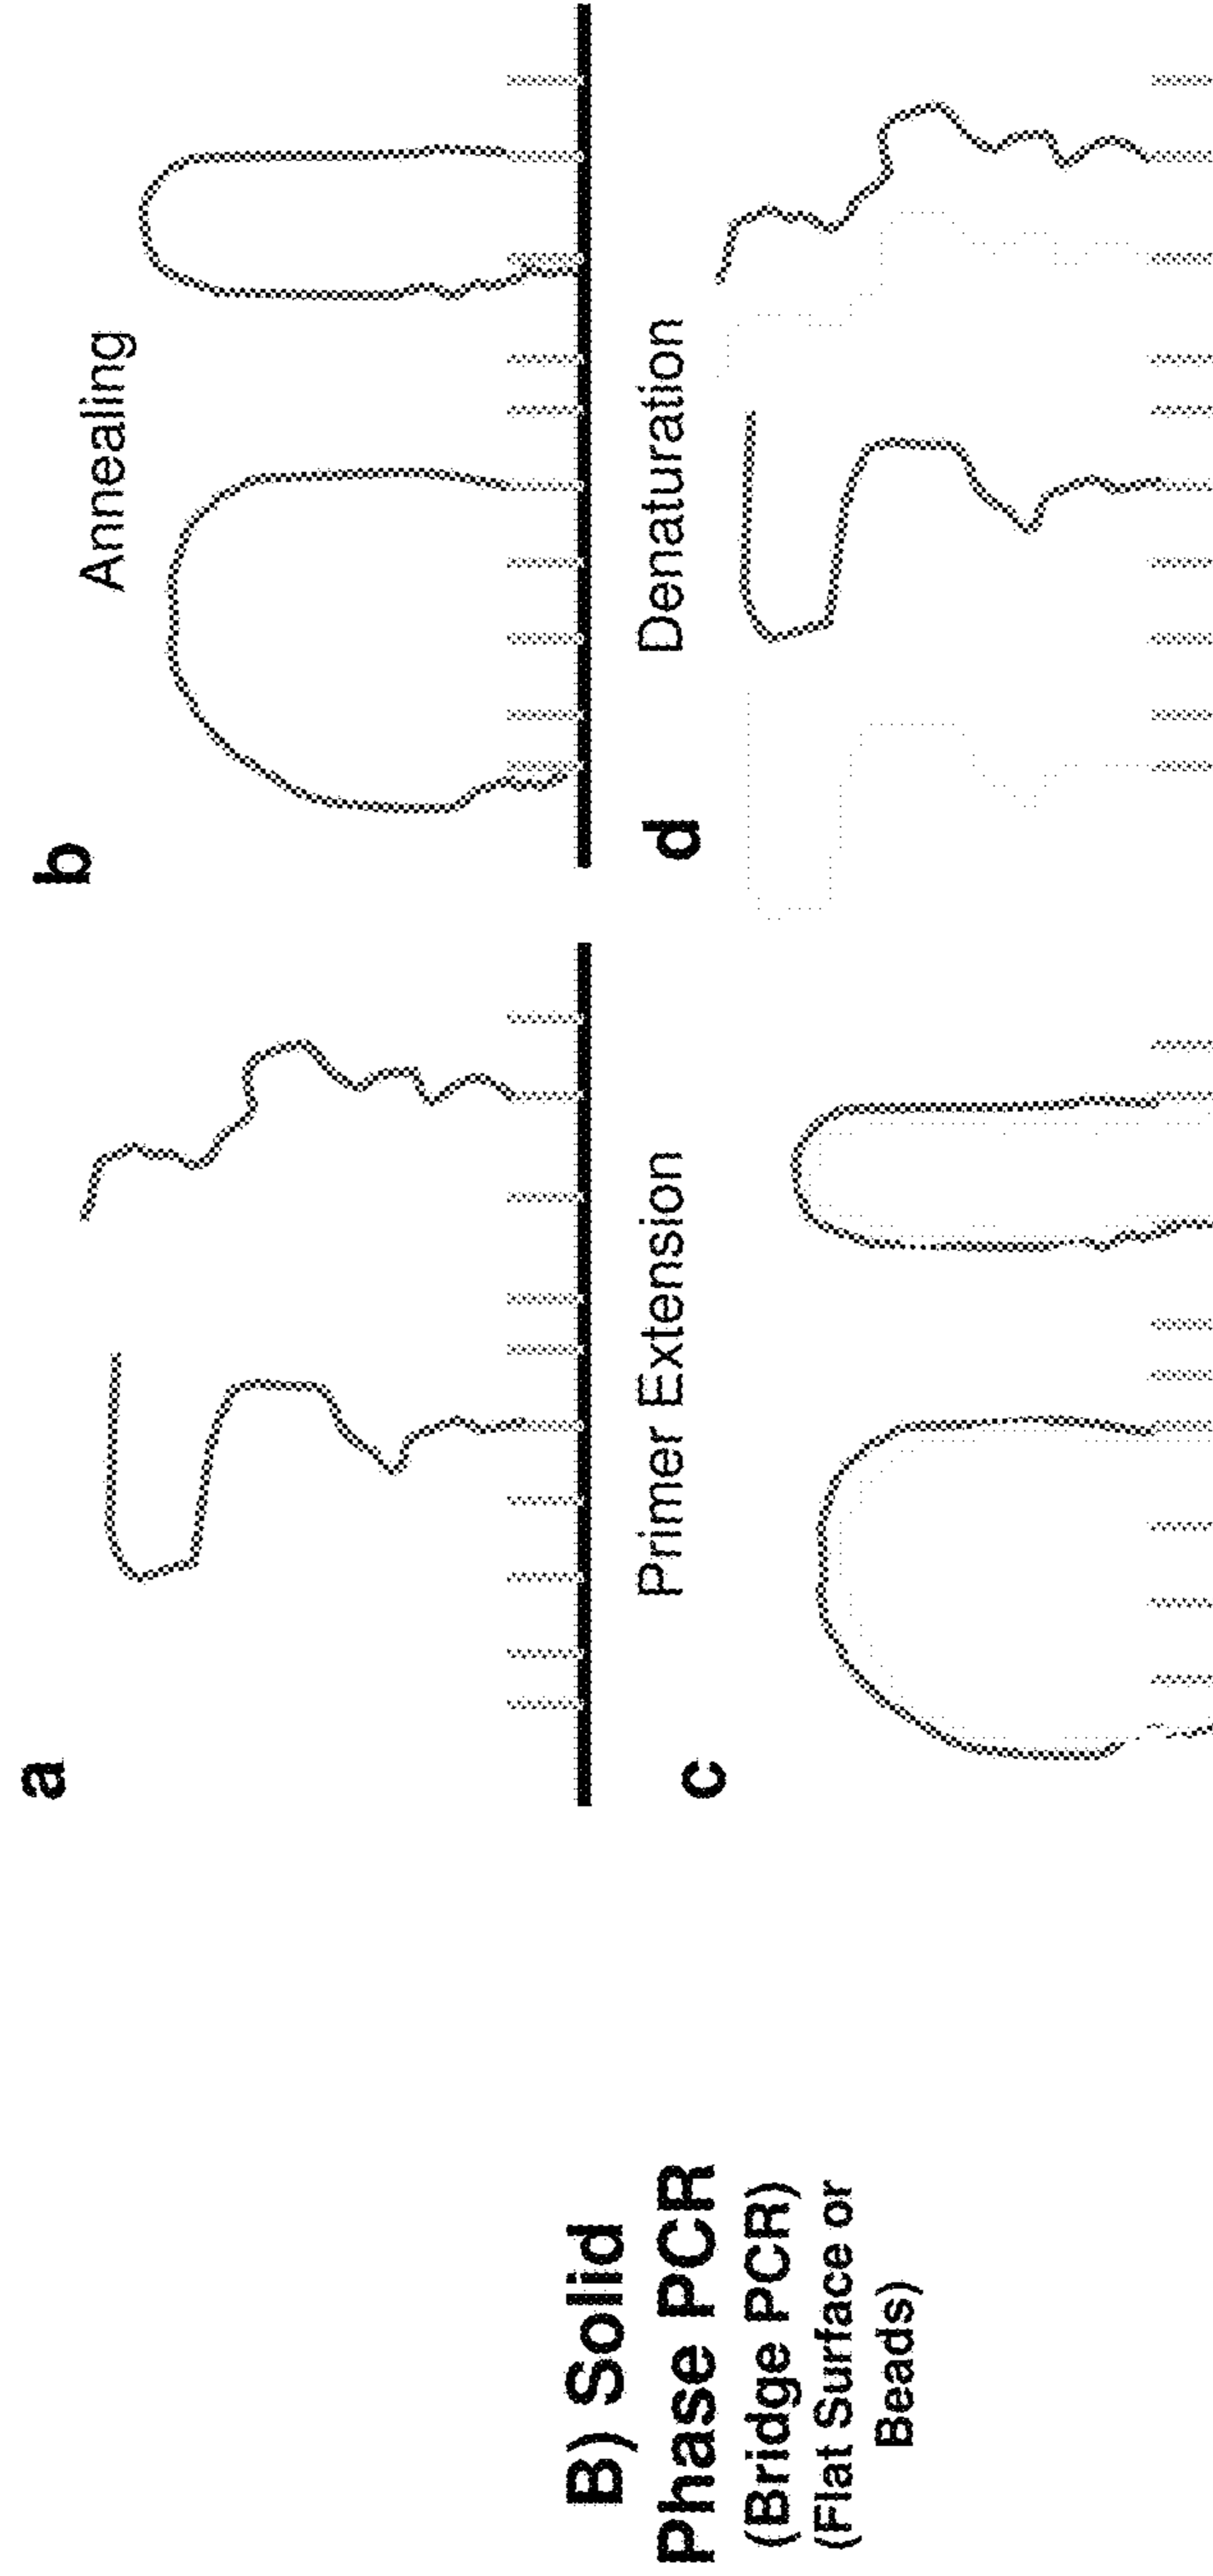 B) Solid
Phase PCR
(Bridge PCR)
(Flat Surface or
Beads)
a
b
Annealing
c
Primer Extension
d
Denaturation